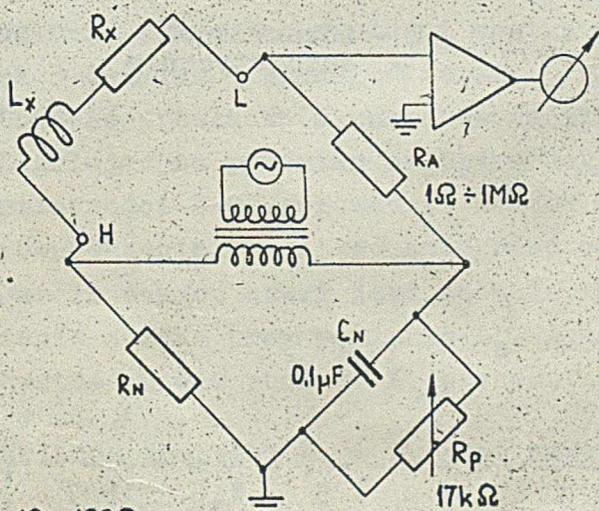 Rx
Lx
L
RA
1Ω ÷ 1MΩ
H
CN
0,1µF
RN
Rp
17kΩ